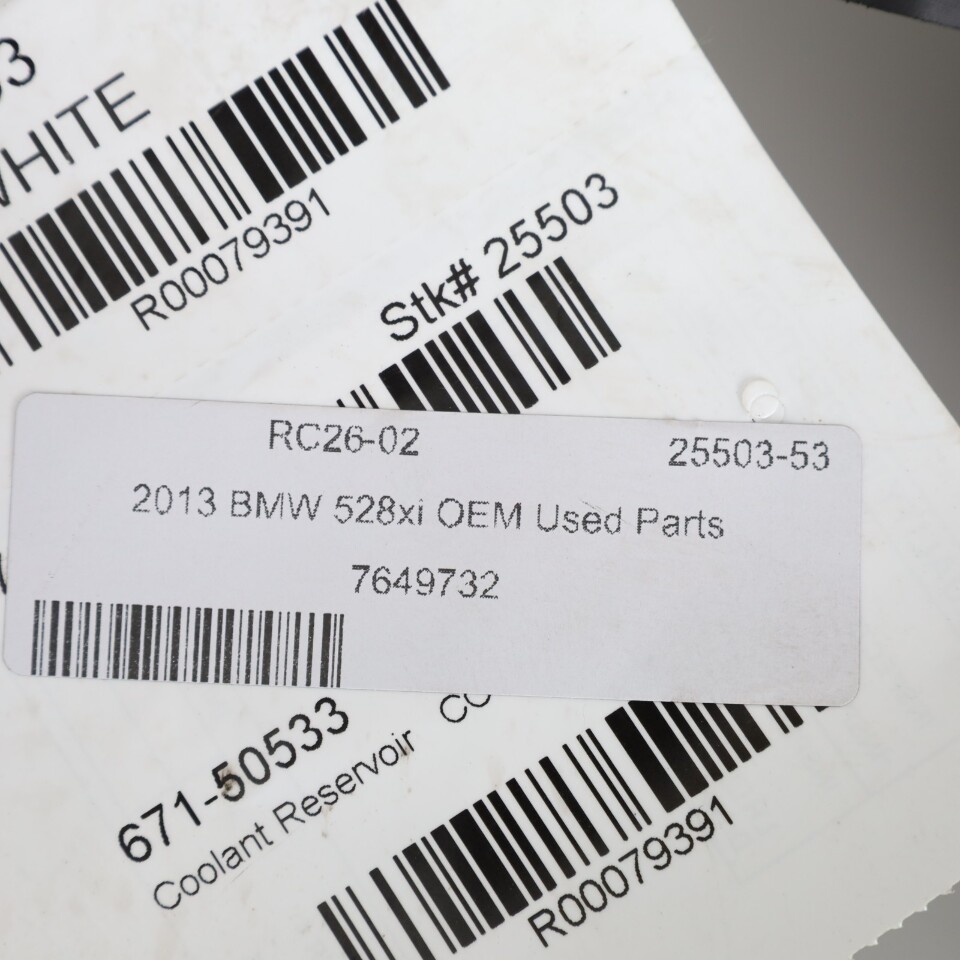 WHITE
R00079391
Stk# 25503
RC26-02 25503-53
2013 BMW 528xi OEM Used Parts
7649732
671-50533
Coolant Reservoir
R00079391